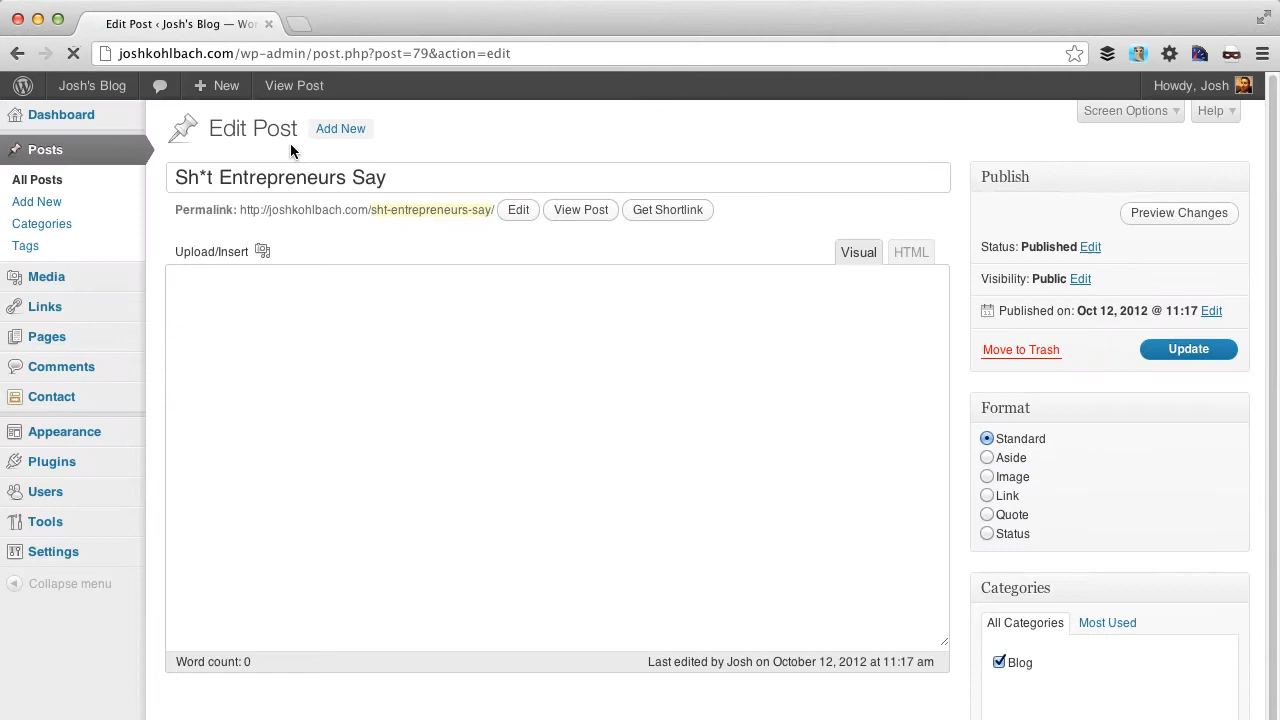 Edit Post ‹ Josh's Blog — Wor
joshkohlbach.com/wp-admin/post.php?post=79&action=edit
Josh's Blog
New
View Post
Howdy, Josh
Dashboard
Posts
All Posts
Add New
Categories
Tags
Media
Links
Pages
Comments
Contact
Appearance
Plugins
Users
Tools
Settings
Collapse menu
Screen Options
Help
Edit Post
Add New
Sh*t Entrepreneurs Say
Permalink: http://joshkohlbach.com/sht-entrepreneurs-say/ Edit View Post Get Shortlink
Upload/Insert
Visual
HTML
Word count: 0
Last edited by Josh on October 12, 2012 at 11:17 am
Publish
Preview Changes
Status: Published Edit
Visibility: Public Edit
Published on: Oct 12, 2012 @ 11:17 Edit
Move to Trash
Update
Format
Standard
Aside
Image
Link
Quote
Status
Categories
All Categories
Most Used
Blog